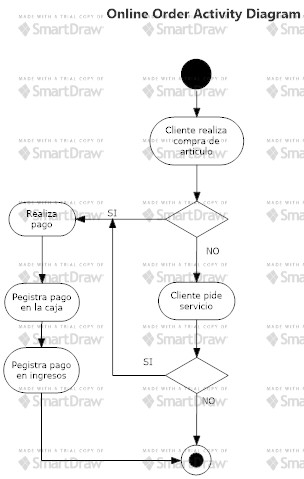 Online Order Activity Diagram
Cliente realiza
compra de
artículo
SI
Realiza
pago
NO
Pegistra pago
en la caja
Cliente pide
servicio
Pegistra pago
en ingresos
SI
NO
MADE WITH A TRIAL COPY OF
SmartDraw